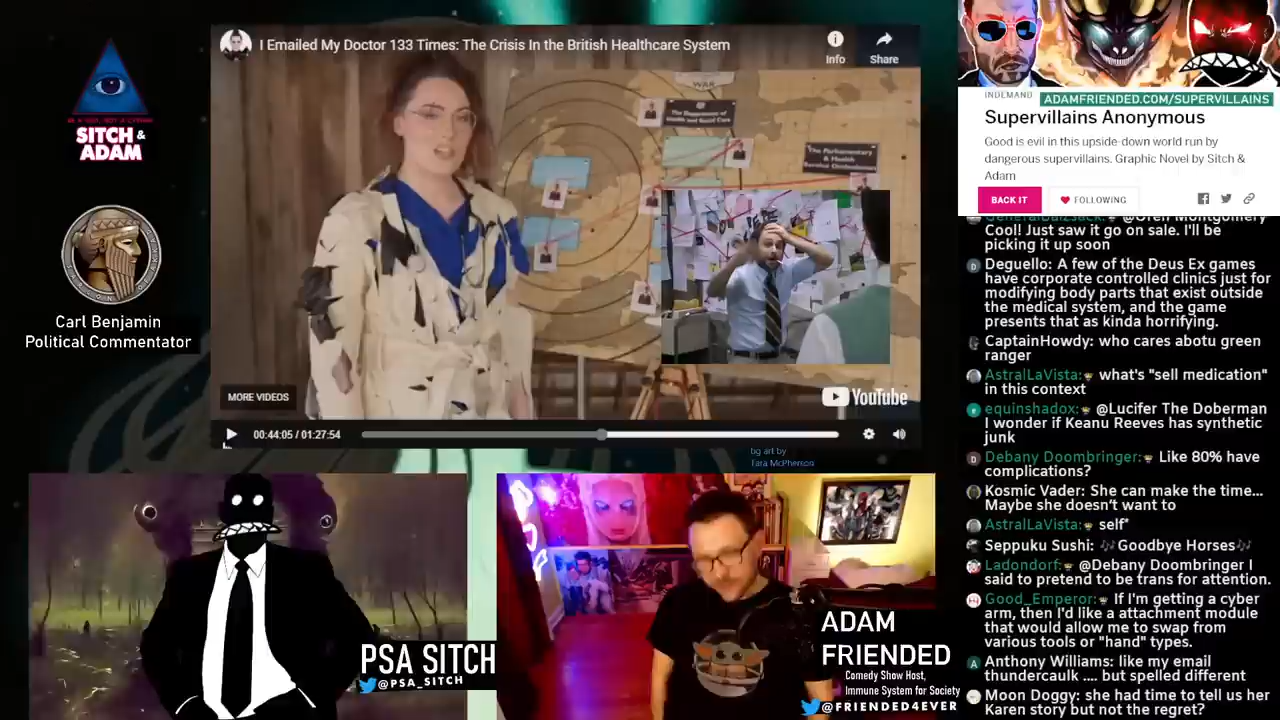 I Emailed My Doctor 133 Times: The Crisis In the British Healthcare System
Info
Share
WAR
The Department of
Health and Social Care
The Parliamentary
& Health
Service Ombudsman
MORE VIDEOS
YouTube
00:44:05 / 01:27:54
bg art by
Tara McPherson
SITCH &
ADAM
Carl Benjamin
Political Commentator
PSA SITCH
@PSA_SITCH
ADAM
FRIENDED
Comedy Show Host,
Immune System for Society
@FRIENDED4EVER
INDEMAND
ADAMFRIENDED.COM/SUPERVILLAINS
Supervillains Anonymous
Good is evil in this upside-down world run by
dangerous supervillains. Graphic Novel by Sitch &
Adam
BACK IT
FOLLOWING
GeneralBalzsack: @Oren Montgomery
Cool! Just saw it go on sale. I'll be
picking it up soon
Deguello: A few of the Deus Ex games
have corporate controlled clinics just for
modifying body parts that exist outside
the medical system, and the game
presents that as kinda horrifying.
CaptainHowdy: who cares abotu green
ranger
AstralLaVista: what's "sell medication"
in this context
equinshadox: @Lucifer The Doberman
I wonder if Keanu Reeves has synthetic
junk
Debany Doombringer: Like 80% have
complications?
Kosmic Vader: She can make the time...
Maybe she doesn't want to
AstralLaVista: self*
Seppuku Sushi: 🎶Goodbye Horses🎶
Ladondorf: @Debany Doombringer I
said to pretend to be trans for attention.
Good_Emperor: If I'm getting a cyber
arm, then I'd like a attachment module
that would allow me to swap from
various tools or "hand" types.
Anthony Williams: like my email
thundercaulk .... but spelled different
Moon Doggy: she had time to tell us her
Karen story but not the regret?